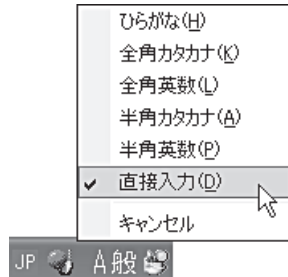 ひらがな(H)
全角カタカナ(K)
全角英数(L)
半角カタカナ(A)
半角英数(P)
直接入力(D)
キャンセル
JP A般